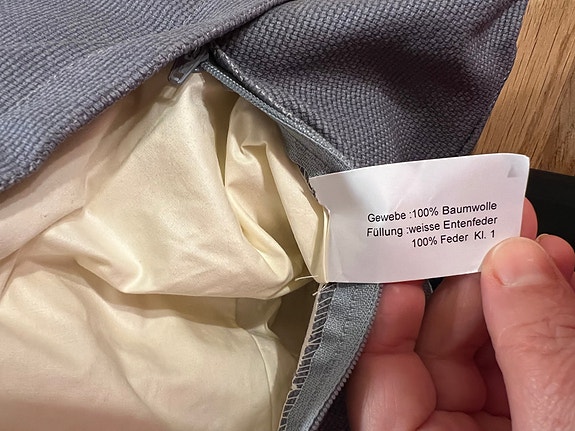 Gewebe :100% Baumwolle
Füllung :weisse Entenfeder
100% Feder Kl. 1